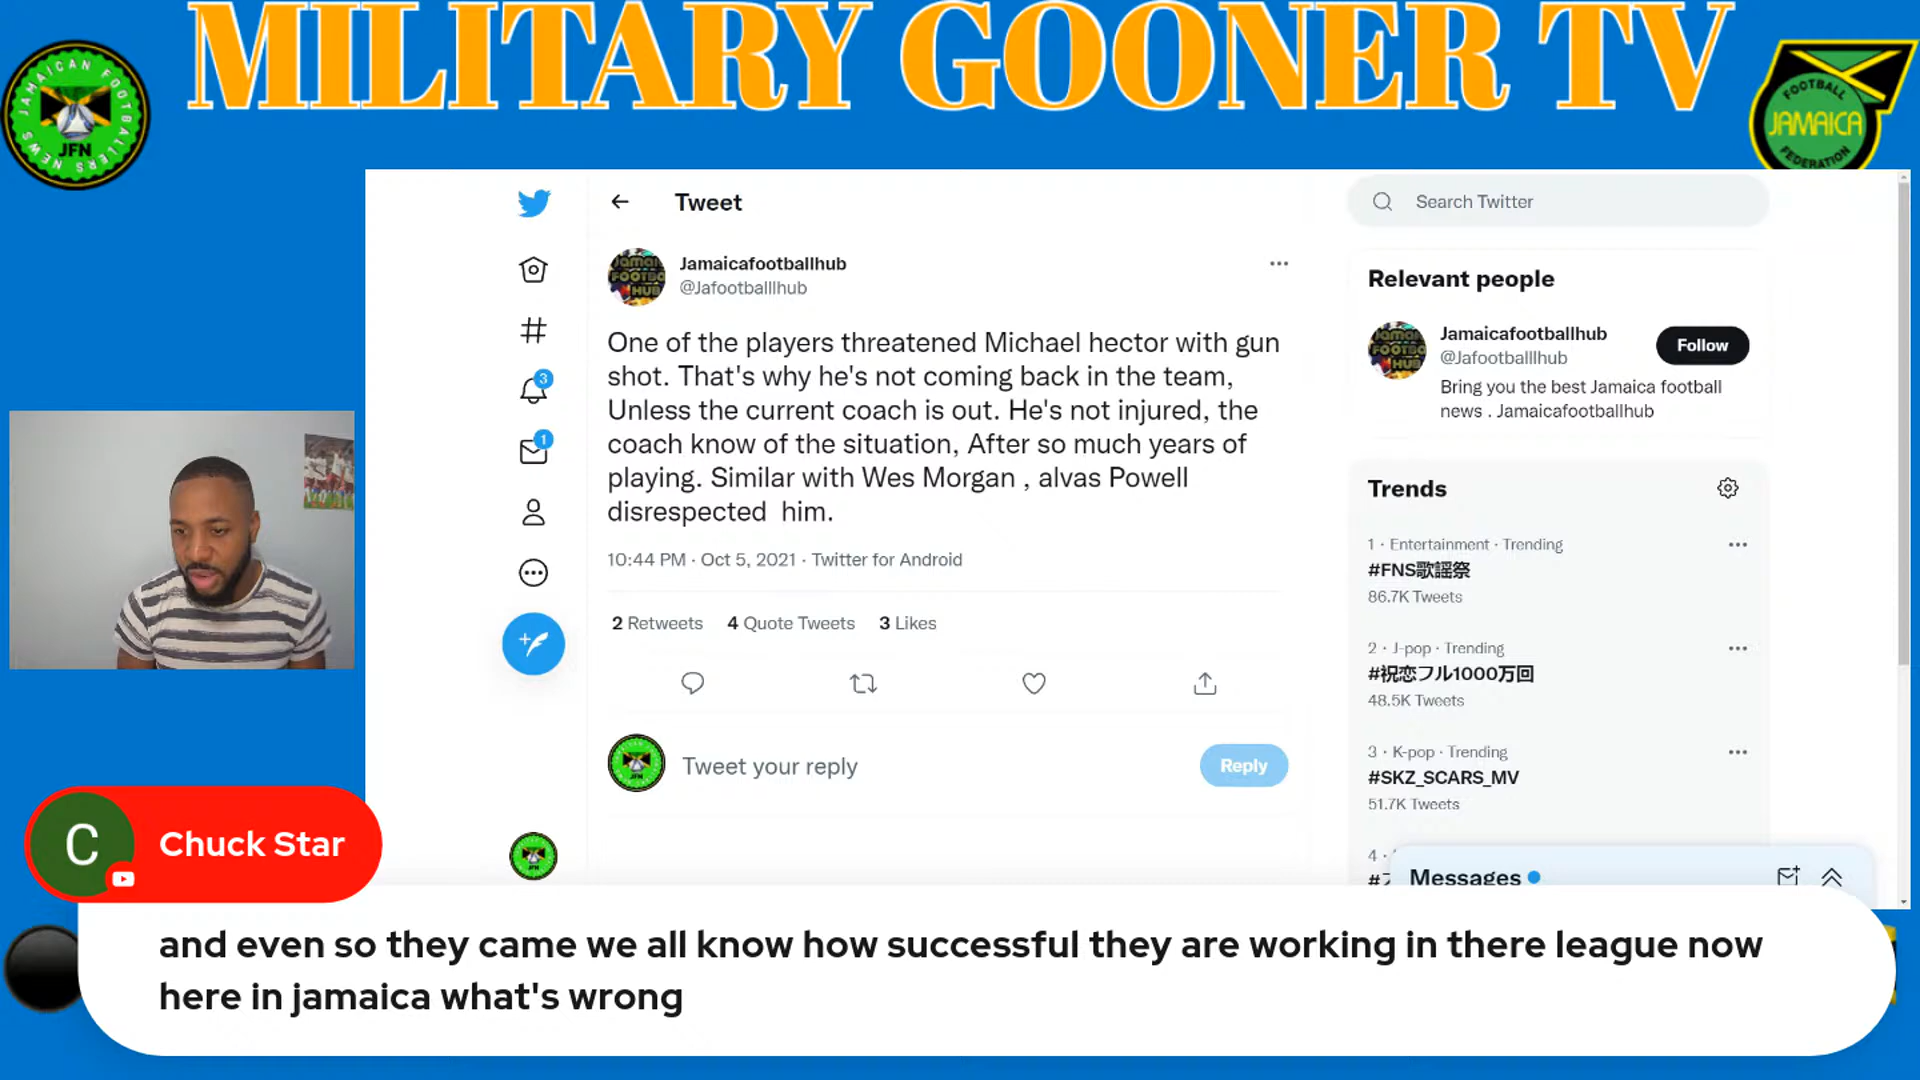 MILITARY GOONER TV
JAMAICAN FOOTBALLERS NEWS
JFN
FOOTBALL
JAMAICA
FEDERATION
Tweet
Search Twitter
Jamaicafootballhub
@Jafootballlhub
One of the players threatened Michael hector with gun
shot. That's why he's not coming back in the team,
Unless the current coach is out. He's not injured, the
coach know of the situation, After so much years of
playing. Similar with Wes Morgan , alvas Powell
disrespected him.
10:44 PM · Oct 5, 2021 · Twitter for Android
2 Retweets 4 Quote Tweets 3 Likes
Tweet your reply
Reply
3
1
Relevant people
Jamaicafootballhub
@Jafootballlhub
Follow
Bring you the best Jamaica football
news . Jamaicafootballhub
Trends
1 · Entertainment · Trending
#FNS歌謡祭
86.7K Tweets
2 · J-pop · Trending
#祝恋フル1000万回
48.5K Tweets
3 · K-pop · Trending
#SKZ_SCARS_MV
51.7K Tweets
4 ·
Messages
C
Chuck Star
and even so they came we all know how successful they are working in there league now
here in jamaica what's wrong